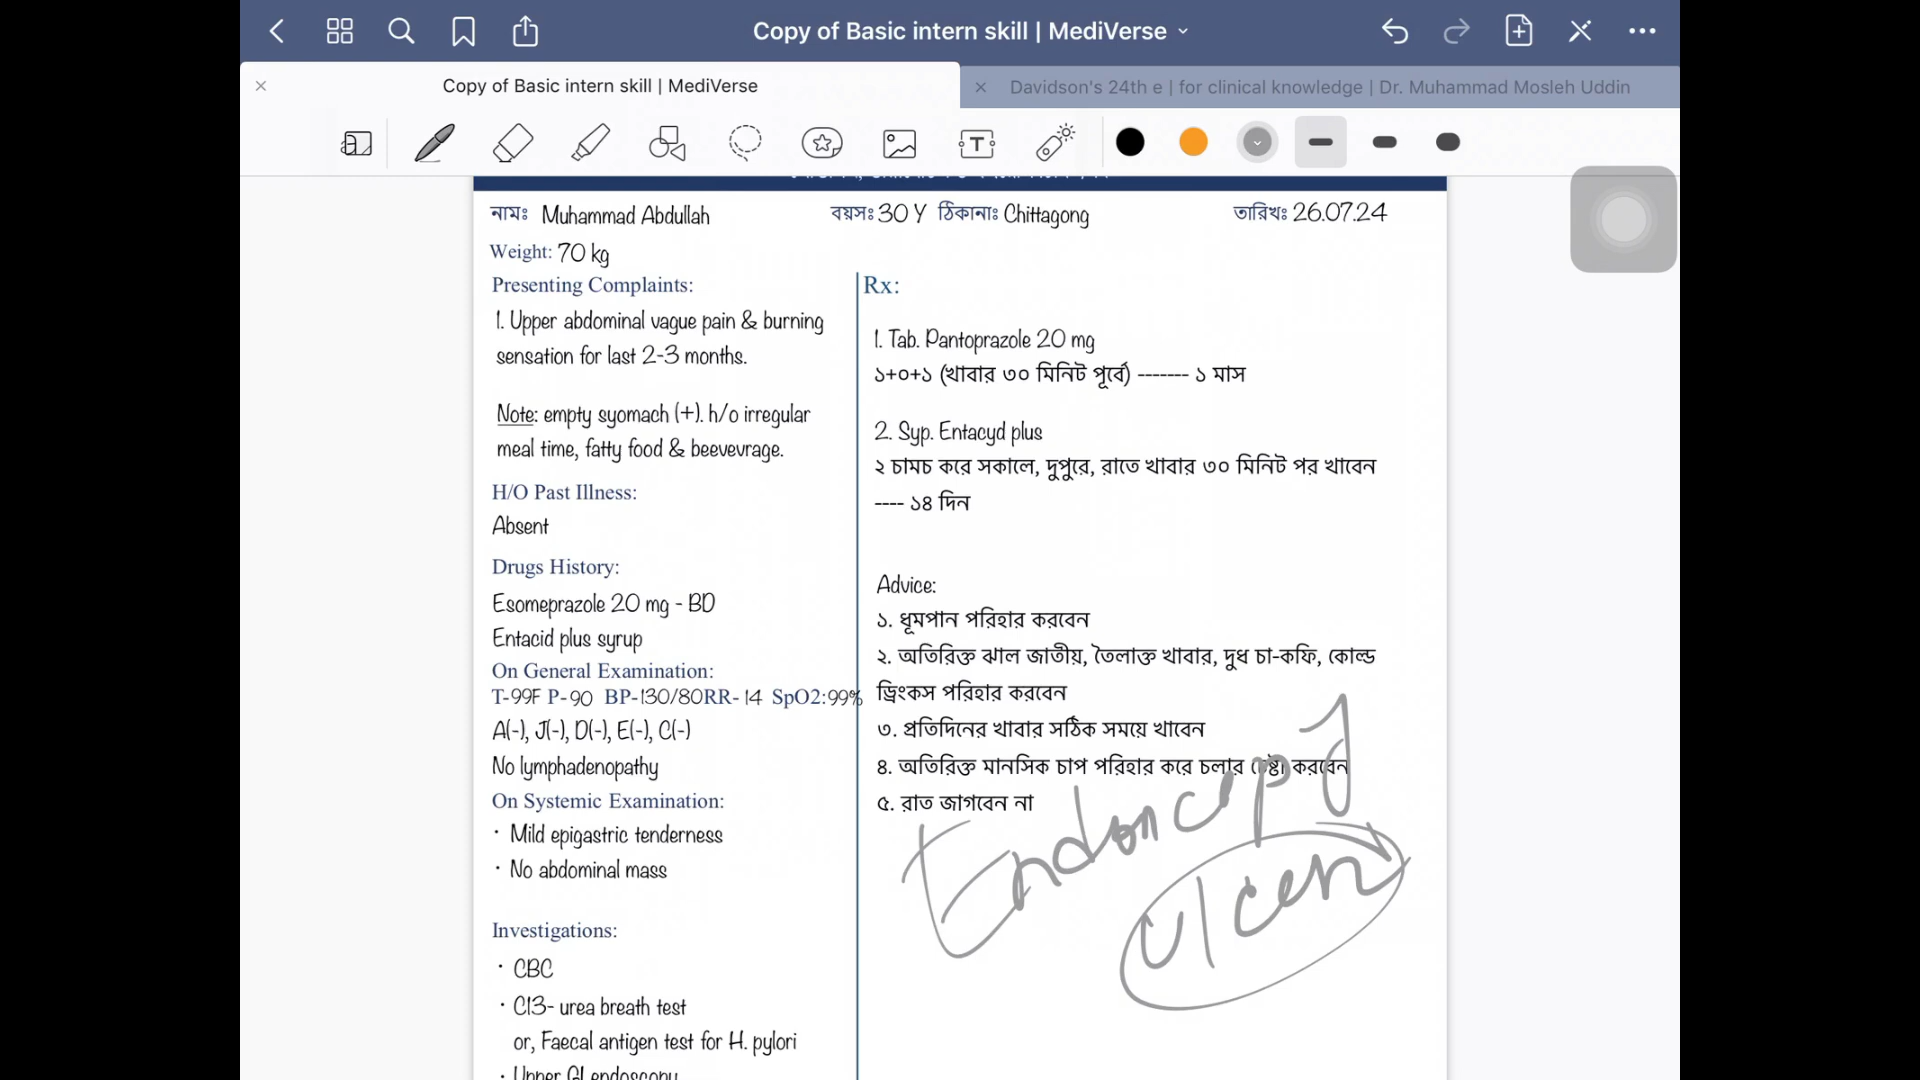 Copy of Basic intern skill | MediVerse
Copy of Basic intern skill | MediVerse
Davidson's 24th e | for clinical knowledge | Dr. Muhammad Mosleh Uddin
নামঃ Muhammad Abdullah
বয়সঃ 30 Y ঠিকানাঃ Chittagong
তারিখঃ 26.07.24
Weight: 70 kg
Presenting Complaints:
1. Upper abdominal vague pain & burning
sensation for last 2-3 months.
Note: empty syomach (+). h/o irregular
meal time, fatty food & beevevrage.
H/O Past Illness:
Absent
Drugs History:
Esomeprazole 20 mg - BD
Entacid plus syrup
On General Examination:
T-99F P-90 BP-130/80 RR-14 SpO2:99%
A(-), J(-), D(-), E(-), C(-)
No lymphadenopathy
On Systemic Examination:
· Mild epigastric tenderness
· No abdominal mass
Investigations:
· CBC
· C13- urea breath test
or, Faecal antigen test for H. pylori
· Upper GI endoscopy
Rx:
1. Tab. Pantoprazole 20 mg
১+০+১ (খাবার ৩০ মিনিট পূর্বে) ------- ১ মাস
2. Syp. Entacyd plus
২ চামচ করে সকালে, দুপুরে, রাতে খাবার ৩০ মিনিট পর খাবেন
---- ১৪ দিন
Advice:
১. ধূমপান পরিহার করবেন
২. অতিরিক্ত ঝাল জাতীয়, তৈলাক্ত খাবার, দুধ চা-কফি, কোল্ড
ড্রিংকস পরিহার করবেন
৩. প্রতিদিনের খাবার সঠিক সময়ে খাবেন
৪. অতিরিক্ত মানসিক চাপ পরিহার করে চলার চেষ্টা করবেন
৫. রাত জাগবেন না
Endoncopy
ulcer